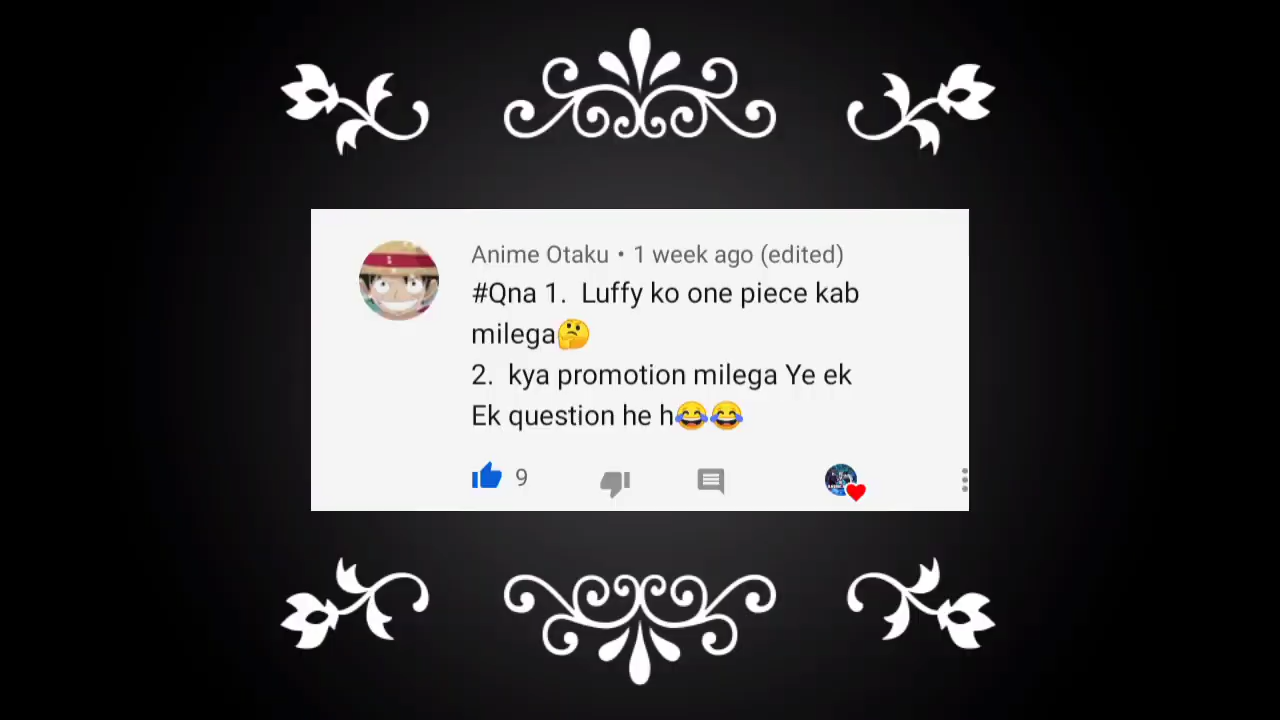 Anime Otaku • 1 week ago (edited)
#Qna 1. Luffy ko one piece kab
milega🤔
2. kya promotion milega Ye ek
Ek question he h😂😂
9